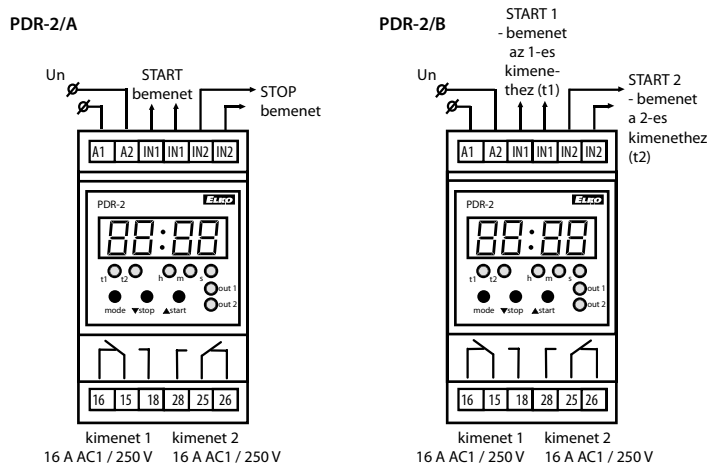 PDR-2/A
Un
START
bemenet
STOP
bemenet
A1 A2 IN1 IN1 IN2 IN2
PDR-2
ELKO
88:88
t1 t2 h m s
out 1
out 2
mode ▼stop ▲start
16 15 18 28 25 26
kimenet 1 kimenet 2
16 A AC1 / 250 V 16 A AC1 / 250 V
PDR-2/B
Un
START 1
- bemenet
az 1-es
kimene-
thez (t1)
START 2
- bemenet
a 2-es
kimenethez
(t2)
A1 A2 IN1 IN1 IN2 IN2
PDR-2
ELKO
88:88
t1 t2 h m s
out 1
out 2
mode ▼stop ▲start
16 15 18 28 25 26
kimenet 1 kimenet 2
16 A AC1 / 250 V 16 A AC1 / 250 V